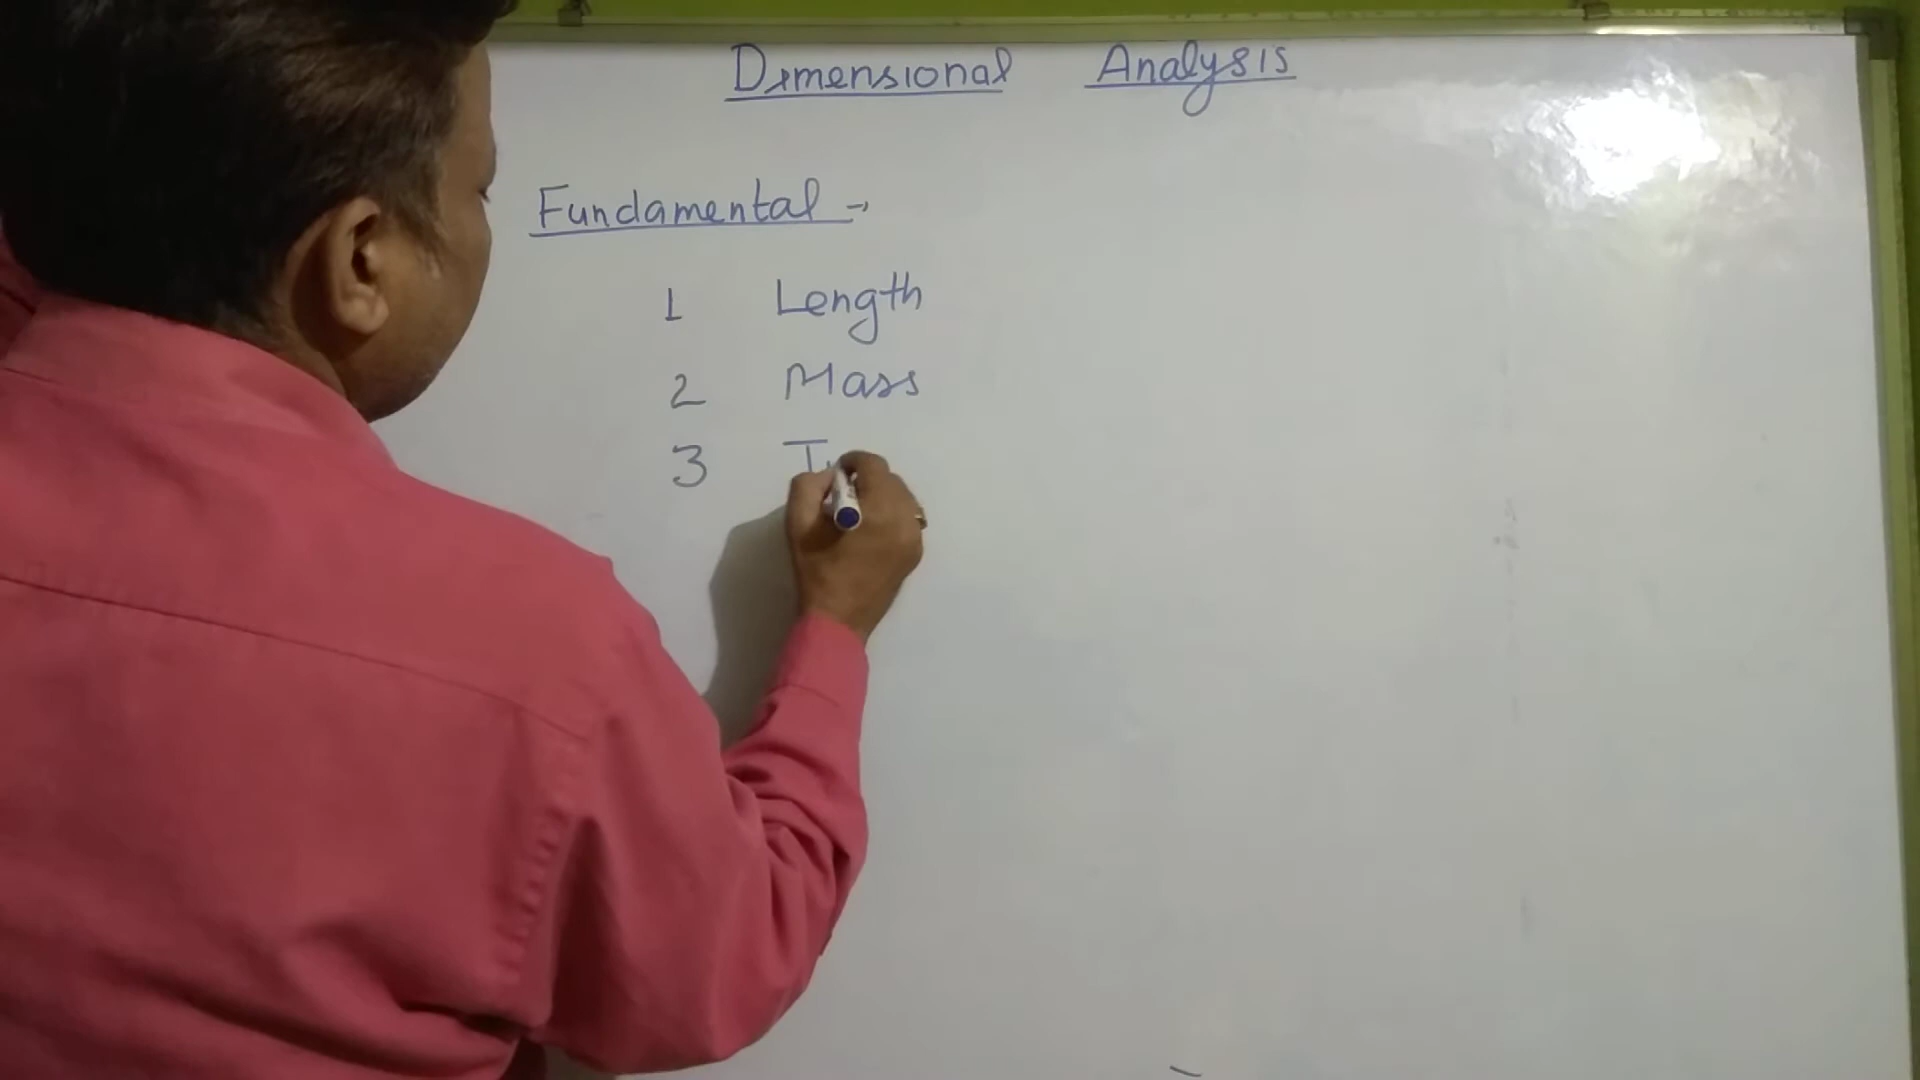 Dimensional Analysis
Fundamental →
1 Length
2 Mass
3